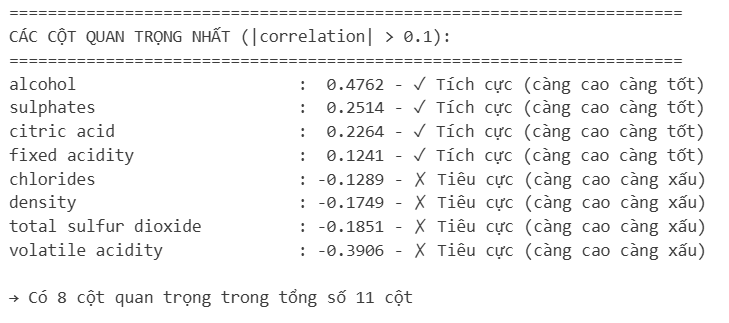 ======================================================================
CÁC CỘT QUAN TRỌNG NHẤT (|correlation| > 0.1):
======================================================================
alcohol                       :  0.4762 - ✓ Tích cực (càng cao càng tốt)
sulphates                     :  0.2514 - ✓ Tích cực (càng cao càng tốt)
citric acid                   :  0.2264 - ✓ Tích cực (càng cao càng tốt)
fixed acidity                 :  0.1241 - ✓ Tích cực (càng cao càng tốt)
chlorides                     : -0.1289 - ✗ Tiêu cực (càng cao càng xấu)
density                       : -0.1749 - ✗ Tiêu cực (càng cao càng xấu)
total sulfur dioxide          : -0.1851 - ✗ Tiêu cực (càng cao càng xấu)
volatile acidity              : -0.3906 - ✗ Tiêu cực (càng cao càng xấu)

→ Có 8 cột quan trọng trong tổng số 11 cột